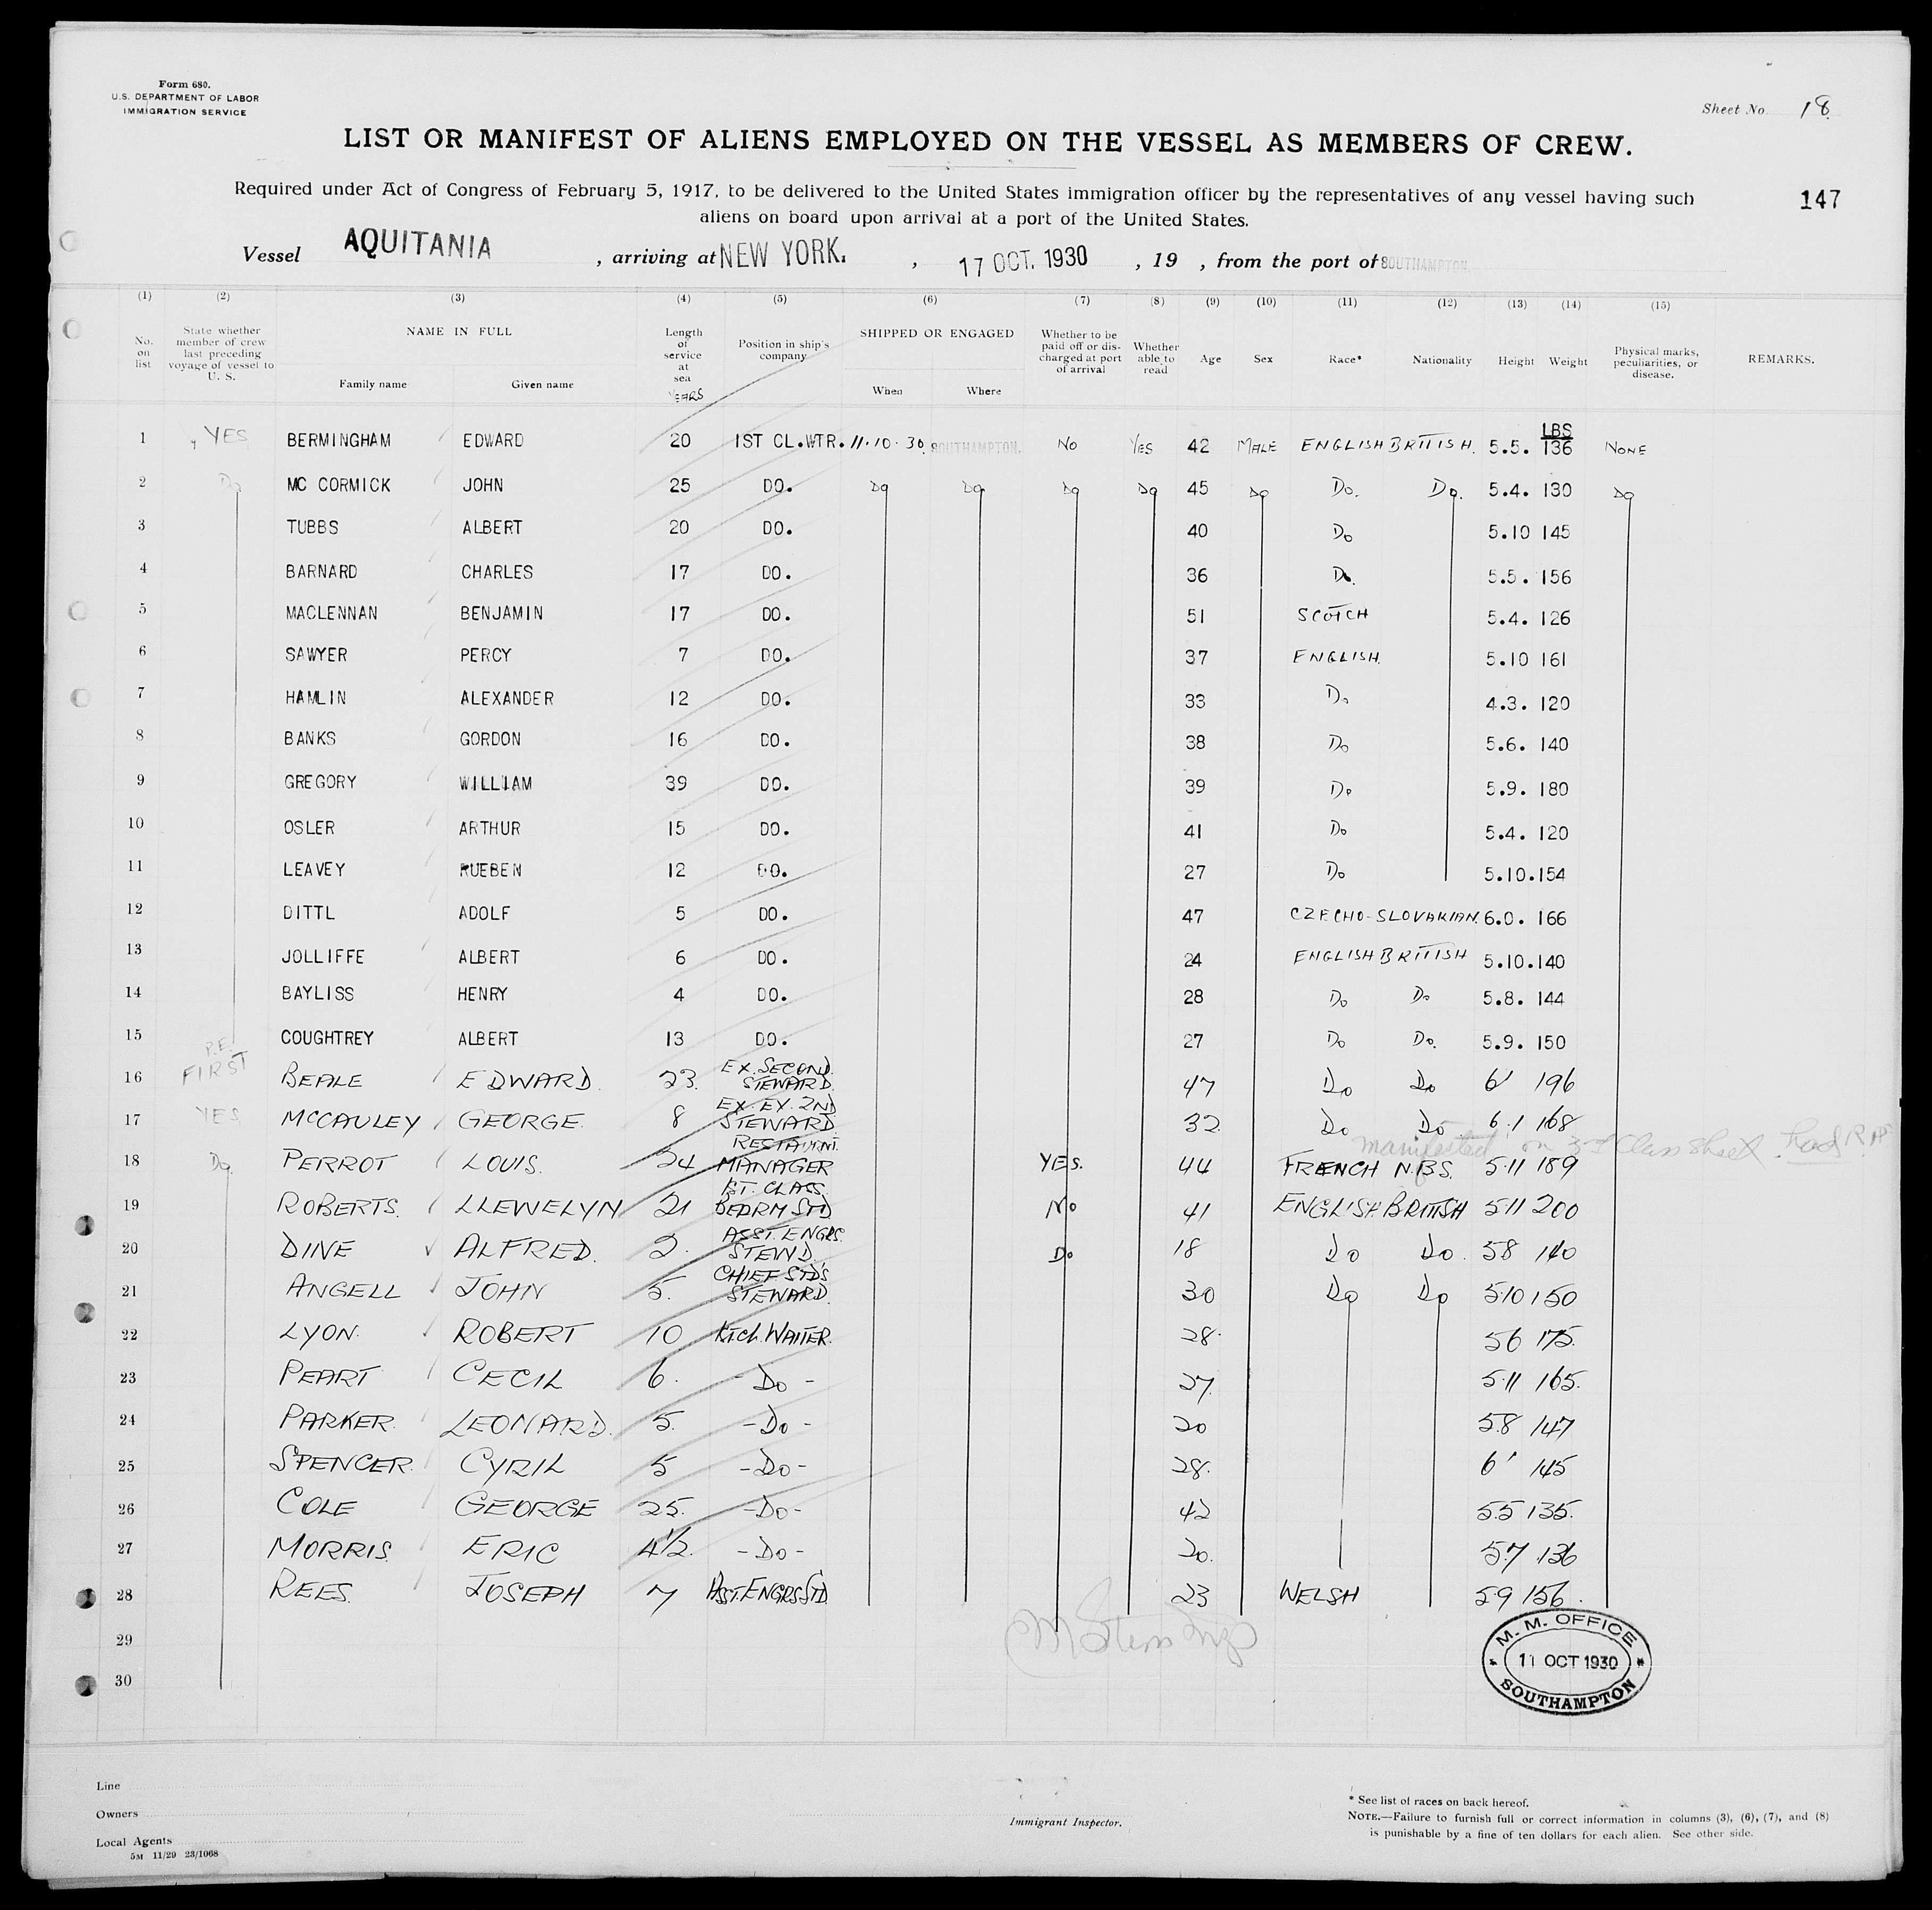 Form 680.
U.S. DEPARTMENT OF LABOR
IMMIGRATION SERVICE
Sheet No. 18
LIST OR MANIFEST OF ALIENS EMPLOYED ON THE VESSEL AS MEMBERS OF CREW.
Required under Act of Congress of February 5, 1917, to be delivered to the United States immigration officer by the representatives of any vessel having such
aliens on board upon arrival at a port of the United States.
147
Vessel AQUITANIA , arriving at NEW YORK. , 17 OCT. 1930 , 19 , from the port of SOUTHAMPTON.
(1) (2) (3) (4) (5) (6) (7) (8) (9) (10) (11) (12) (13) (14) (15)
No. on list State whether member of crew last preceding voyage of vessel to U. S. NAME IN FULL Family name Given name Length of service at sea YEARS Position in ship's company SHIPPED OR ENGAGED When Where Whether to be paid off or discharged at port of arrival Whether able to read Age Sex Race* Nationality Height Weight Physical marks, peculiarities, or disease. REMARKS.
LBS
1 YES BERMINGHAM EDWARD 20 1ST CL.WTR. 11.10.30. SOUTHAMPTON. NO YES 42 MALE ENGLISH BRITISH. 5.5. 136 NONE
2 Do MC CORMICK JOHN 25 DO. Do Do Do Do 45 Do Do. Do. 5.4. 130 Do
3 TUBBS ALBERT 20 DO. 40 Do 5.10 145
4 BARNARD CHARLES 17 DO. 36 Do. 5.5. 156
5 MACLENNAN BENJAMIN 17 DO. 51 SCOTCH 5.4. 126
6 SAWYER PERCY 7 DO. 37 ENGLISH. 5.10 161
7 HAMLIN ALEXANDER 12 DO. 33 Do 4.3. 120
8 BANKS GORDON 16 DO. 38 Do 5.6. 140
9 GREGORY WILLIAM 39 DO. 39 Do 5.9. 180
10 OSLER ARTHUR 15 DO. 41 Do 5.4. 120
11 LEAVEY RUEBEN 12 DO. 27 Do 5.10. 154
12 DITTL ADOLF 5 DO. 47 CZECHO-SLOVAKIAN. 6.0. 166
13 JOLLIFFE ALBERT 6 DO. 24 ENGLISH BRITISH 5.10. 140
14 BAYLISS HENRY 4 DO. 28 Do Do 5.8. 144
15 COUGHTREY ALBERT 13 DO. 27 Do Do. 5.9. 150
P.E.
16 FIRST BEALE EDWARD. 23. EX. SECOND. STEWARD. 47 Do Do 6' 196
17 YES McCAULEY GEORGE. 8 EX. EX. 2ND STEWARD. 32 Do Do 6.1 168
manifested on 3rd Class sheet
18 Do. PERROT LOUIS. 24 RESTAURNT. MANAGER YES. 44 FRENCH N.B.S. 5.11 189
19 ROBERTS. LLEWELYN 21 1ST. CLASS. BEDRM STD No 41 ENGLISH. BRITISH 5.11 200
20 DINE ALFRED. 2. ASST. ENGRS. STEWD. Do 18 Do Do. 5.8 140
21 ANGELL JOHN 5. CHIEF STD'S STEWARD. 30 Do Do 5.10 150
22 LYON. ROBERT 10 Kich. WAITER. 28. 5.6 175.
23 PEART CECIL 6. - Do - 27. 5.11 165.
24 PARKER. LEONARD. 5. - Do - 20 5.8 147
25 SPENCER. CYRIL 5 - Do - 28. 6' 145
26 COLE GEORGE 25. - Do - 42 5.5 135.
27 MORRIS. ERIC 4½. - Do - 20. 5.7 136
28 REES. JOSEPH 7 ASST. ENGRS STD. 23 WELSH 5.9 156.
29
30
M. M. OFFICE
11 OCT 1930
SOUTHAMPTON
Line
Owners
Local Agents
5M 11/29 23/1068
Immigrant Inspector.
* See list of races on back hereof.
NOTE.—Failure to furnish full or correct information in columns (3), (6), (7), and (8)
is punishable by a fine of ten dollars for each alien. See other side.